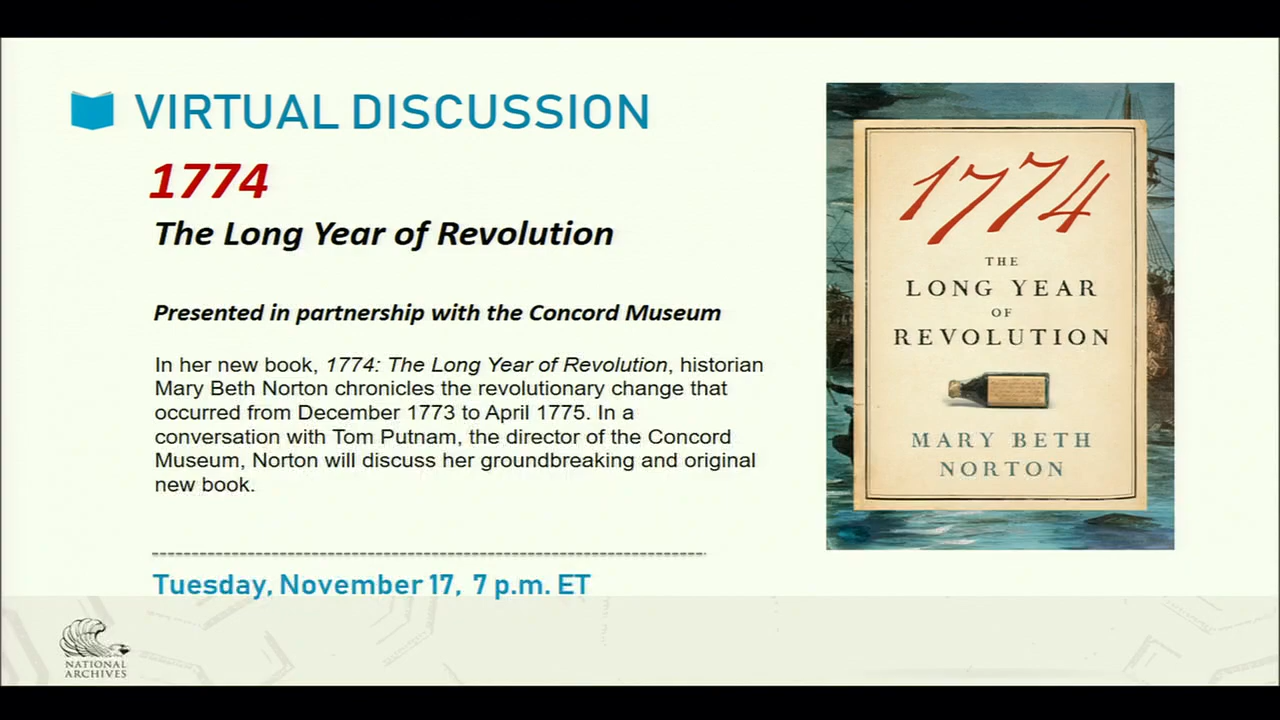 VIRTUAL DISCUSSION
1774
The Long Year of Revolution
Presented in partnership with the Concord Museum
In her new book, 1774: The Long Year of Revolution, historian
Mary Beth Norton chronicles the revolutionary change that
occurred from December 1773 to April 1775. In a
conversation with Tom Putnam, the director of the Concord
Museum, Norton will discuss her groundbreaking and original
new book.
Tuesday, November 17, 7 p.m. ET
NATIONAL
ARCHIVES
1774
THE
LONG YEAR
OF
REVOLUTION
MARY BETH
NORTON